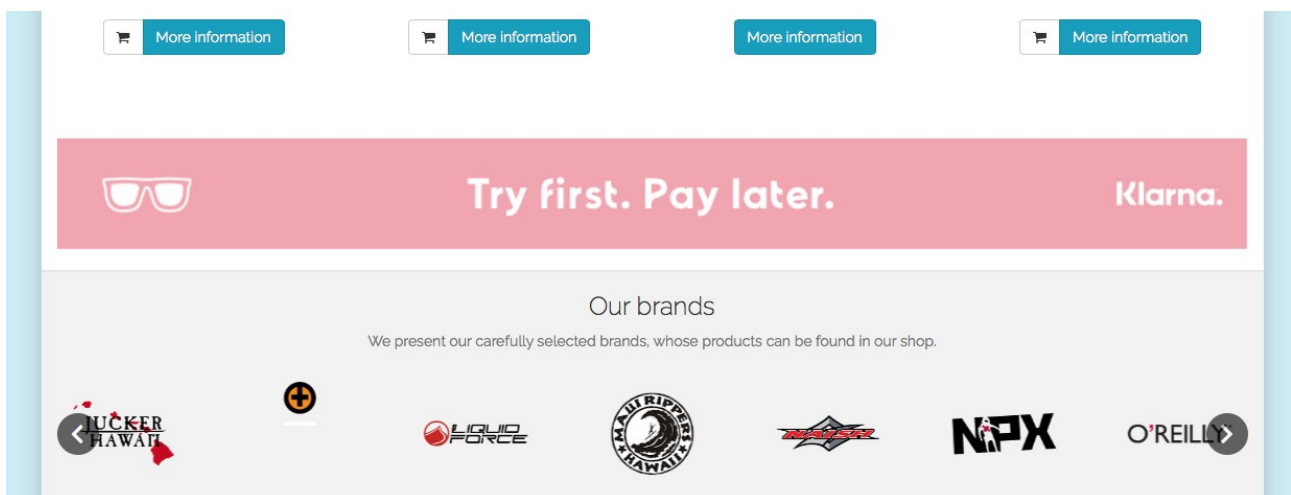 More information
More information
More information
More information
Try first. Pay later.
Klarna.
Our brands
We present our carefully selected brands, whose products can be found in our shop.
JUCKER
HAWAII
LIQUID
FORCE
MAUI RIPPERS
HAWAII
NAISH
NPX
O'REILLY